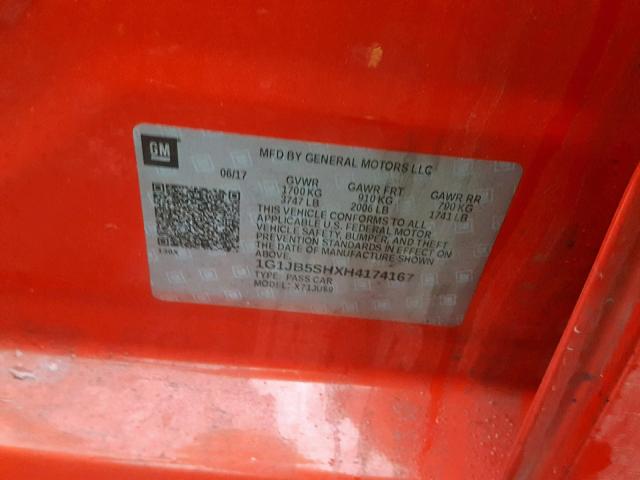 GM
MFD BY GENERAL MOTORS LLC
06/17
GVWR GAWR FRT GAWR RR
1700 KG 910 KG 790 KG
3747 LB 2006 LB 1741 LB
THIS VEHICLE CONFORMS TO ALL
APPLICABLE U.S. FEDERAL MOTOR
VEHICLE SAFETY, BUMPER, AND THEFT
PREVENTION STANDARDS IN EFFECT ON
THE DATE OF MANUFACTURE SHOWN
ABOVE.
1G1JB5SHXH4174167
TYPE: PASS CAR
MODEL: X71JU69